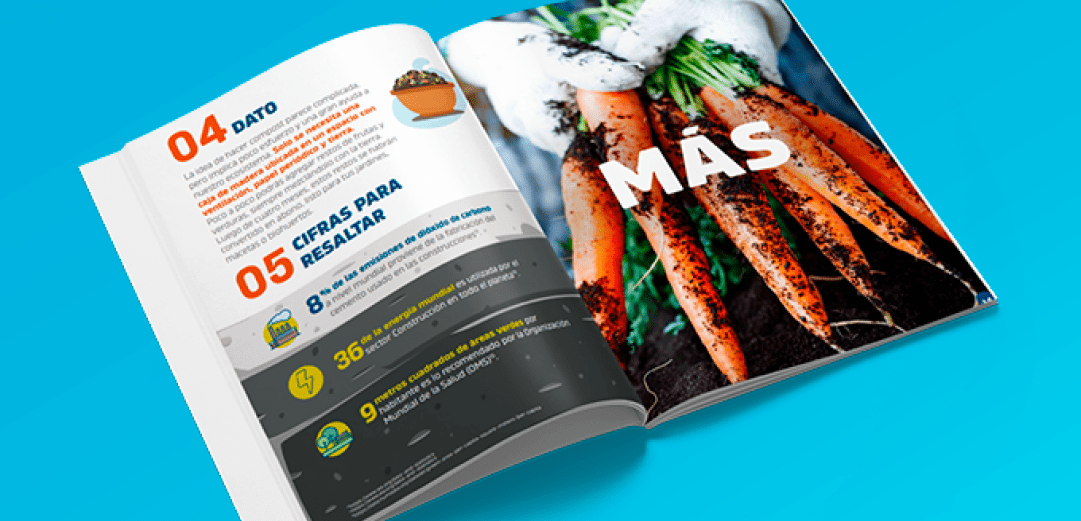 04 DATO
La idea de hacer compost parece complicada,
pero implica poco esfuerzo y una gran ayuda a
nuestro ecosistema. Solo se necesita una
caja de madera ubicada en un espacio con
ventilación, papel periódico y tierra.
Poco a poco podrás agregar restos de frutas y
verduras, siempre mezclándolo con la tierra.
Luego de cuatro meses, estos restos se habrán
convertido en abono, listo para tus jardines,
macetas o biohuertos.
05 CIFRAS PARA
RESALTAR
8% de las emisiones de dióxido de carbono
a nivel mundial proviene de la fabricación del
cemento usado en las construcciones
36 de la energía mundial es utilizada por el
sector Construcción en todo el planeta
9 metros cuadrados de áreas verdes por
habitante es lo recomendado por la Organización
Mundial de la Salud (OMS)
MÁS